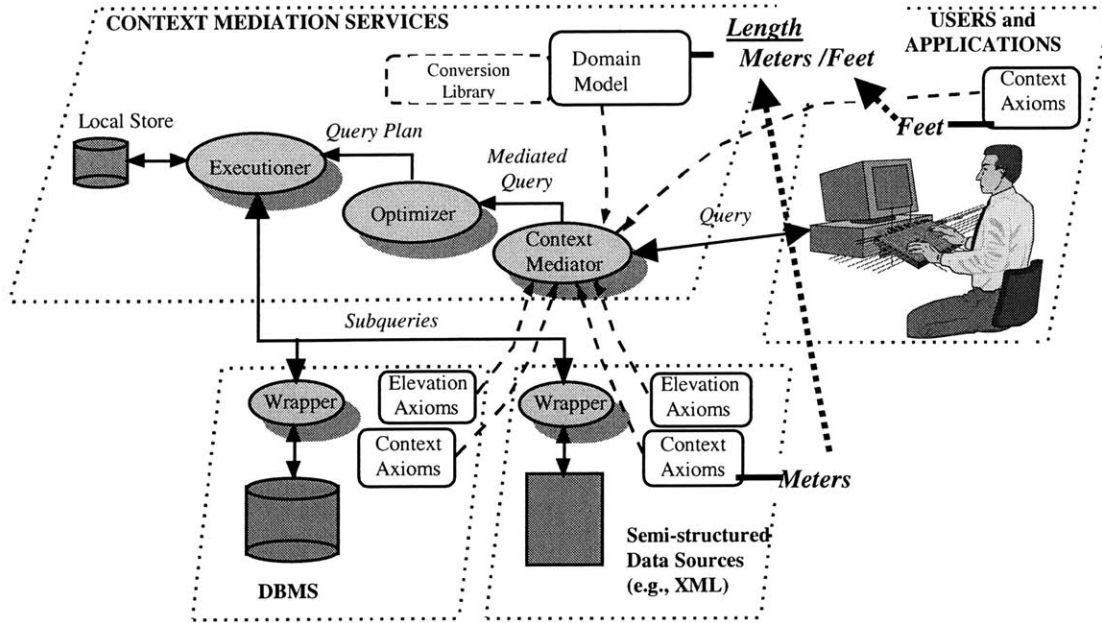 CONTEXT MEDIATION SERVICES
Length
Meters /Feet
USERS and
APPLICATIONS
Conversion
Library
Domain
Model
Context
Axioms
Feet
Local Store
Query Plan
Executioner
Mediated
Query
Optimizer
Query
Context
Mediator
Subqueries
Wrapper
Elevation
Axioms
Context
Axioms
Wrapper
Elevation
Axioms
Context
Axioms
Meters
DBMS
Semi-structured
Data Sources
(e.g., XML)